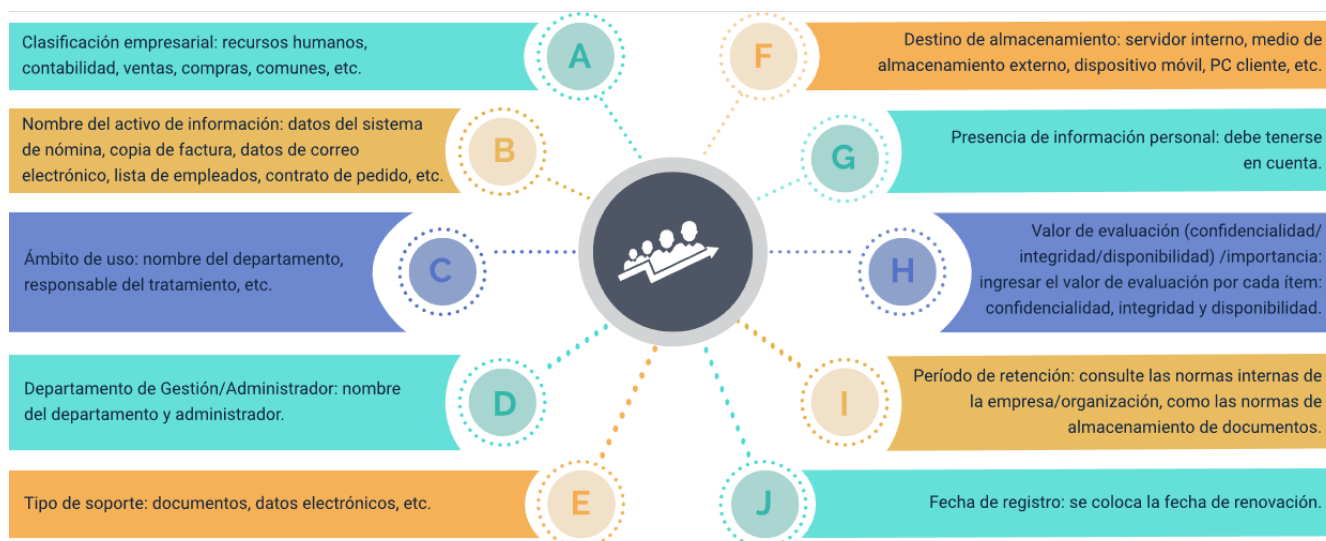 Clasificación empresarial: recursos humanos,
contabilidad, ventas, compras, comunes, etc.
A
Nombre del activo de información: datos del sistema
de nómina, copia de factura, datos de correo
electrónico, lista de empleados, contrato de pedido, etc.
B
Ámbito de uso: nombre del departamento,
responsable del tratamiento, etc.
C
Departamento de Gestión/Administrador: nombre
del departamento y administrador.
D
Tipo de soporte: documentos, datos electrónicos, etc.
E
F
Destino de almacenamiento: servidor interno, medio de
almacenamiento externo, dispositivo móvil, PC cliente, etc.
G
Presencia de información personal: debe tenerse
en cuenta.
H
Valor de evaluación (confidencialidad/
integridad/disponibilidad) /importancia:
ingresar el valor de evaluación por cada ítem:
confidencialidad, integridad y disponibilidad.
I
Período de retención: consulte las normas internas de
la empresa/organización, como las normas de
almacenamiento de documentos.
J
Fecha de registro: se coloca la fecha de renovación.